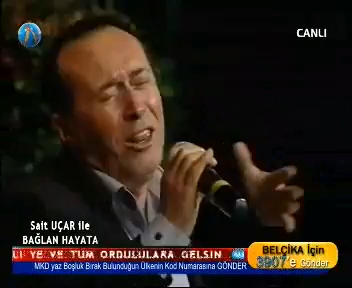 CANLI
Sait UÇAR ile
BAĞLAN HAYATA
YE VE TÜM ORDULULARA GELSİN
BELÇİKA İçin
3907 e Gönder
MKD yaz Boşluk Bırak Bulunduğun Ülkenin Kod Numarasına GÖNDER